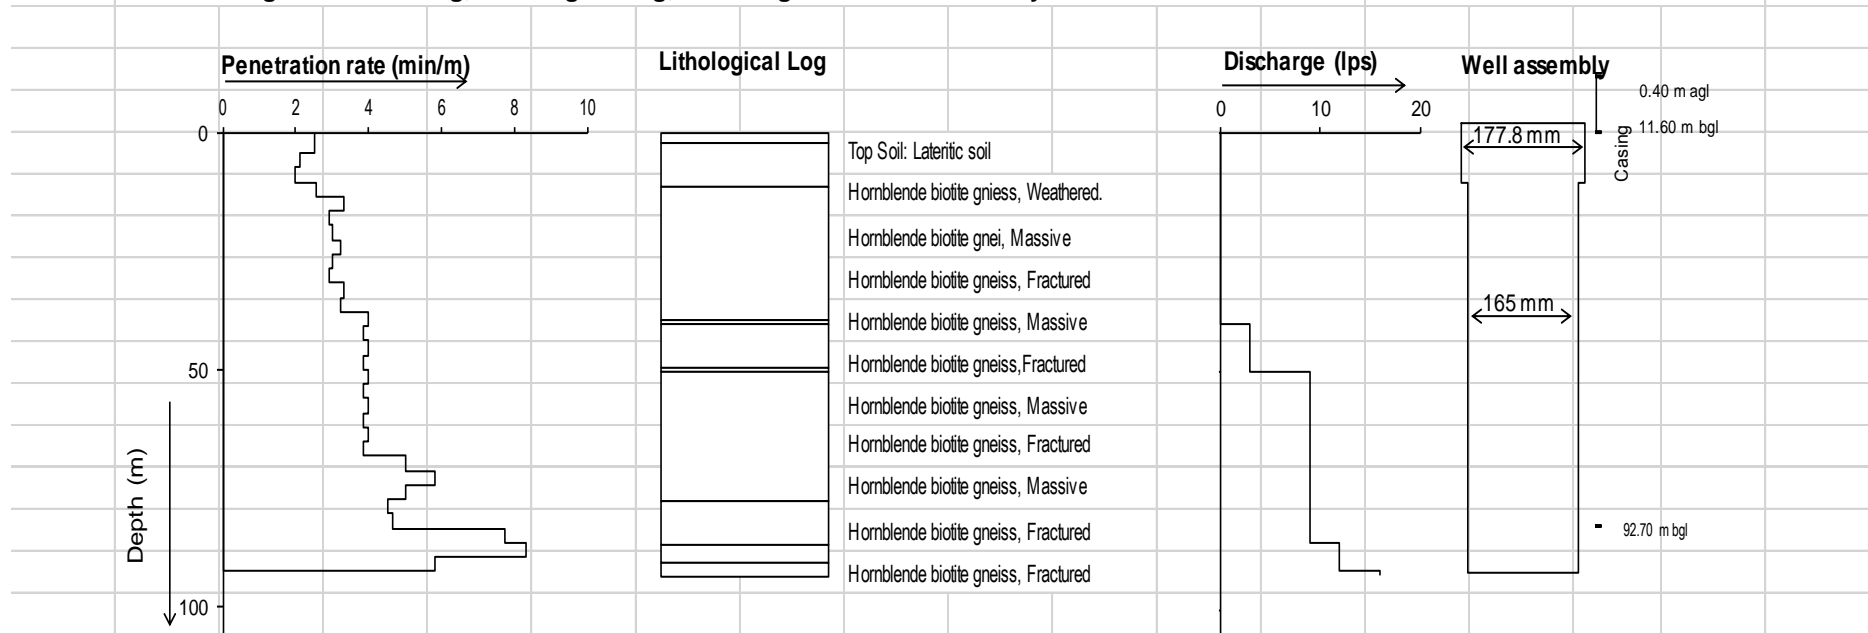 Penetration rate (min/m)
Lithological Log
Discharge (lps)
Well assembly
0 2 4 6 8 10
0 10 20
0.40 m agl
11.60 m bgl
0
177.8 mm
Casing
Top Soil: Lateritic soil
Hornblende biotite gniess, Weathered.
Hornblende biotite gnei, Massive
Hornblende biotite gneiss, Fractured
165 mm
Hornblende biotite gneiss, Massive
50
Hornblende biotite gneiss,Fractured
Hornblende biotite gneiss, Massive
Hornblende biotite gneiss, Fractured
Depth (m)
Hornblende biotite gneiss, Massive
Hornblende biotite gneiss, Fractured
92.70 m bgl
Hornblende biotite gneiss, Fractured
100